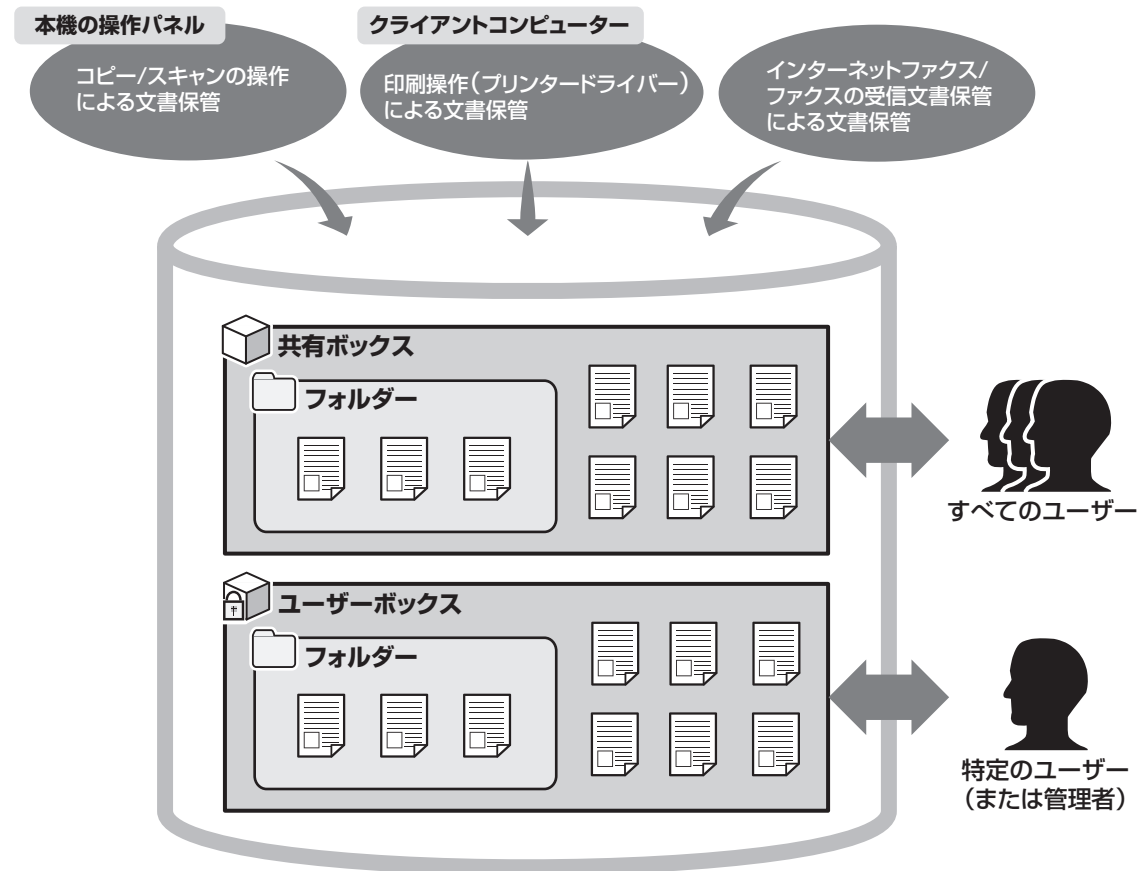 本機の操作パネル
コピー/スキャンの操作
による文書保管
クライアントコンピューター
印刷操作(プリンタードライバー)
による文書保管
インターネットファクス/
ファクスの受信文書保管
による文書保管
共有ボックス
フォルダー
すべてのユーザー
ユーザーボックス
フォルダー
特定のユーザー
(または管理者)